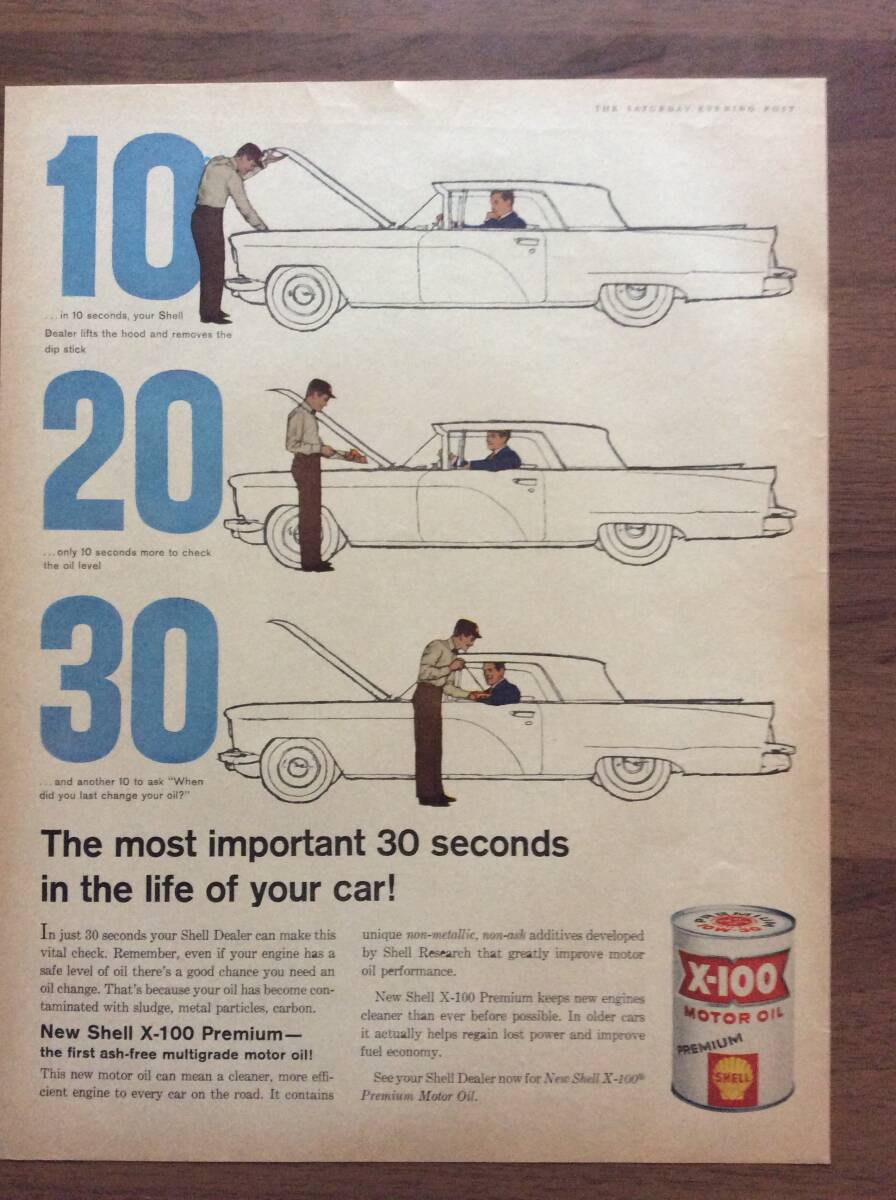 THE SATURDAY EVENING POST
10
...in 10 seconds, your Shell
Dealer lifts the hood and removes the
dip stick
20
...only 10 seconds more to check
the oil level
30
...and another 10 to ask "When
did you last change your oil?"
The most important 30 seconds
in the life of your car!
In just 30 seconds your Shell Dealer can make this
vital check. Remember, even if your engine has a
safe level of oil there's a good chance you need an
oil change. That's because your oil has become con-
taminated with sludge, metal particles, carbon.
New Shell X-100 Premium—
the first ash-free multigrade motor oil!
This new motor oil can mean a cleaner, more effi-
cient engine to every car on the road. It contains
unique non-metallic, non-ash additives developed
by Shell Research that greatly improve motor
oil performance.
New Shell X-100 Premium keeps new engines
cleaner than ever before possible. In older cars
it actually helps regain lost power and improve
fuel economy.
See your Shell Dealer now for New Shell X-100®
Premium Motor Oil.
PREMIUM
10W-30
X-100
MOTOR OIL
PREMIUM
SHELL